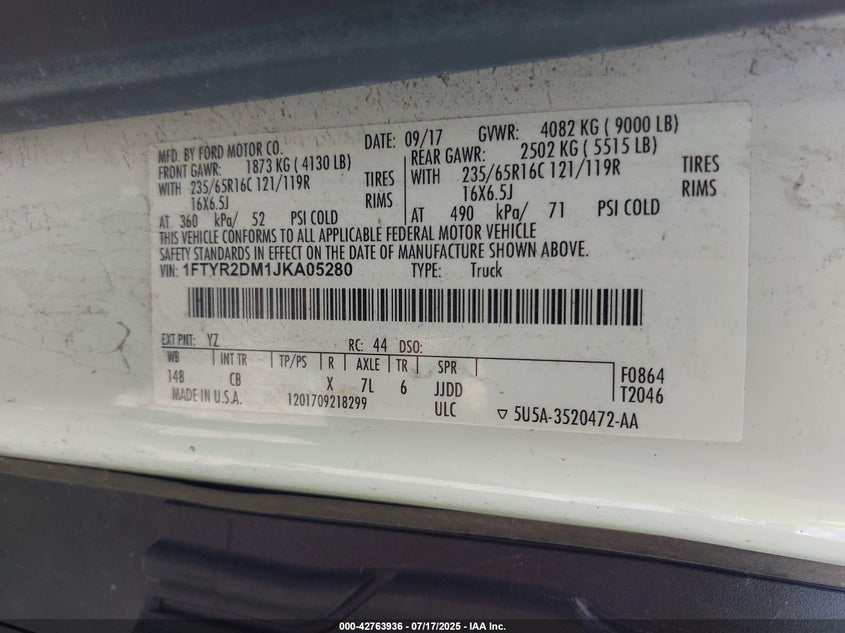 MFD. BY FORD MOTOR CO. DATE: 09/17 GVWR: 4082 KG ( 9000 LB)
FRONT GAWR: 1873 KG ( 4130 LB) REAR GAWR: 2502 KG ( 5515 LB)
WITH 235/65R16C 121/119R TIRES WITH 235/65R16C 121/119R TIRES
16X6.5J RIMS 16X6.5J RIMS
AT 360 kPa/ 52 PSI COLD AT 490 kPa/ 71 PSI COLD
THIS VEHICLE CONFORMS TO ALL APPLICABLE FEDERAL MOTOR VEHICLE
SAFETY STANDARDS IN EFFECT ON THE DATE OF MANUFACTURE SHOWN ABOVE.
VIN: 1FTYR2DM1JKA05280 TYPE: Truck
EXT PNT: YZ RC: 44 DSO:
WB INT TR TP/PS R AXLE TR SPR
148 CB X 7L 6 JJDD F0864
MADE IN U.S.A. 1201709218299 ULC T2046
5U5A-3520472-AA
000-42763936 - 07/17/2025 - IAA Inc.